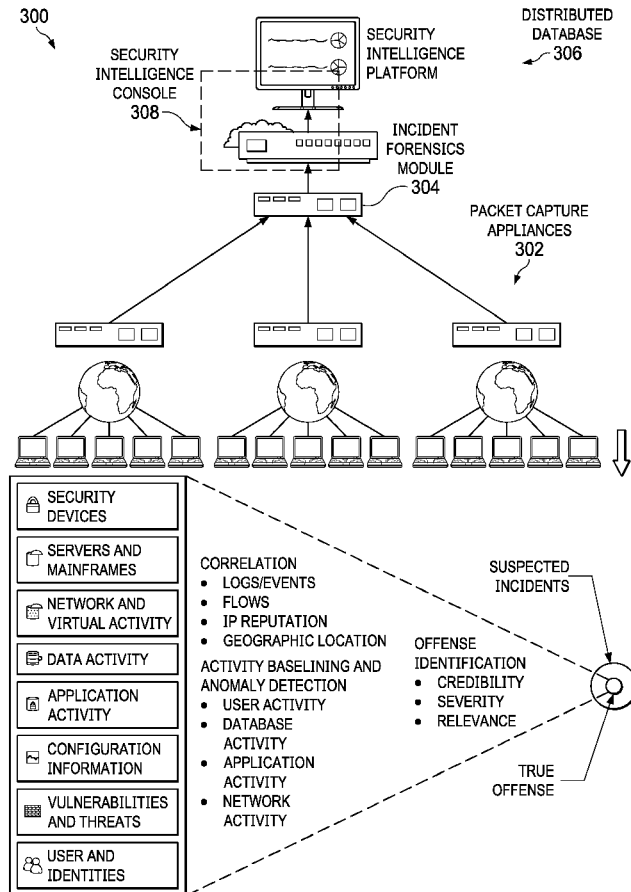 300
DISTRIBUTED
DATABASE
306
SECURITY
INTELLIGENCE
CONSOLE
308
SECURITY
INTELLIGENCE
PLATFORM
INCIDENT
FORENSICS
MODULE
304
PACKET CAPTURE
APPLIANCES
302
SECURITY
DEVICES
SERVERS AND
MAINFRAMES
NETWORK AND
VIRTUAL ACTIVITY
DATA ACTIVITY
APPLICATION
ACTIVITY
CONFIGURATION
INFORMATION
VULNERABILITIES
AND THREATS
USER AND
IDENTITIES
CORRELATION
• LOGS/EVENTS
• FLOWS
• IP REPUTATION
• GEOGRAPHIC LOCATION
ACTIVITY BASELINING AND
ANOMALY DETECTION
• USER ACTIVITY
• DATABASE
ACTIVITY
• APPLICATION
ACTIVITY
• NETWORK
ACTIVITY
OFFENSE
IDENTIFICATION
• CREDIBILITY
• SEVERITY
• RELEVANCE
SUSPECTED
INCIDENTS
TRUE
OFFENSE